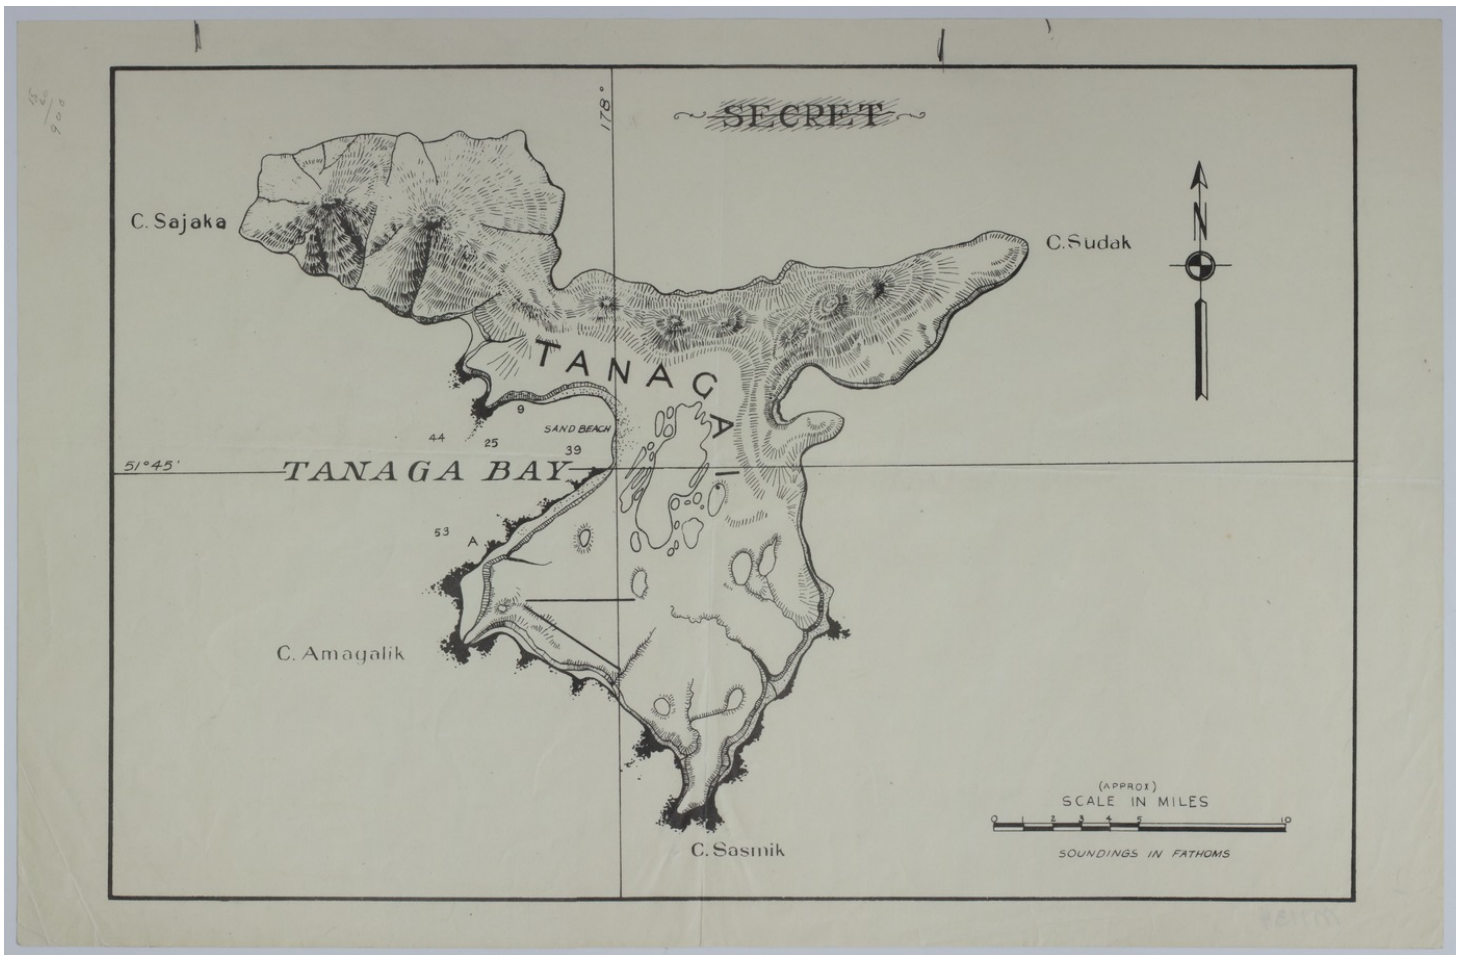 SECRET
178°
C. Sajaka
C. Sudak
N
TANAGA I
9
SAND BEACH
44
25
39
51°45'
TANAGA BAY
53
A
C. Amagalik
C. Sasmik
(APPROX)
SCALE IN MILES
0 1 2 3 4 5 10
SOUNDINGS IN FATHOMS